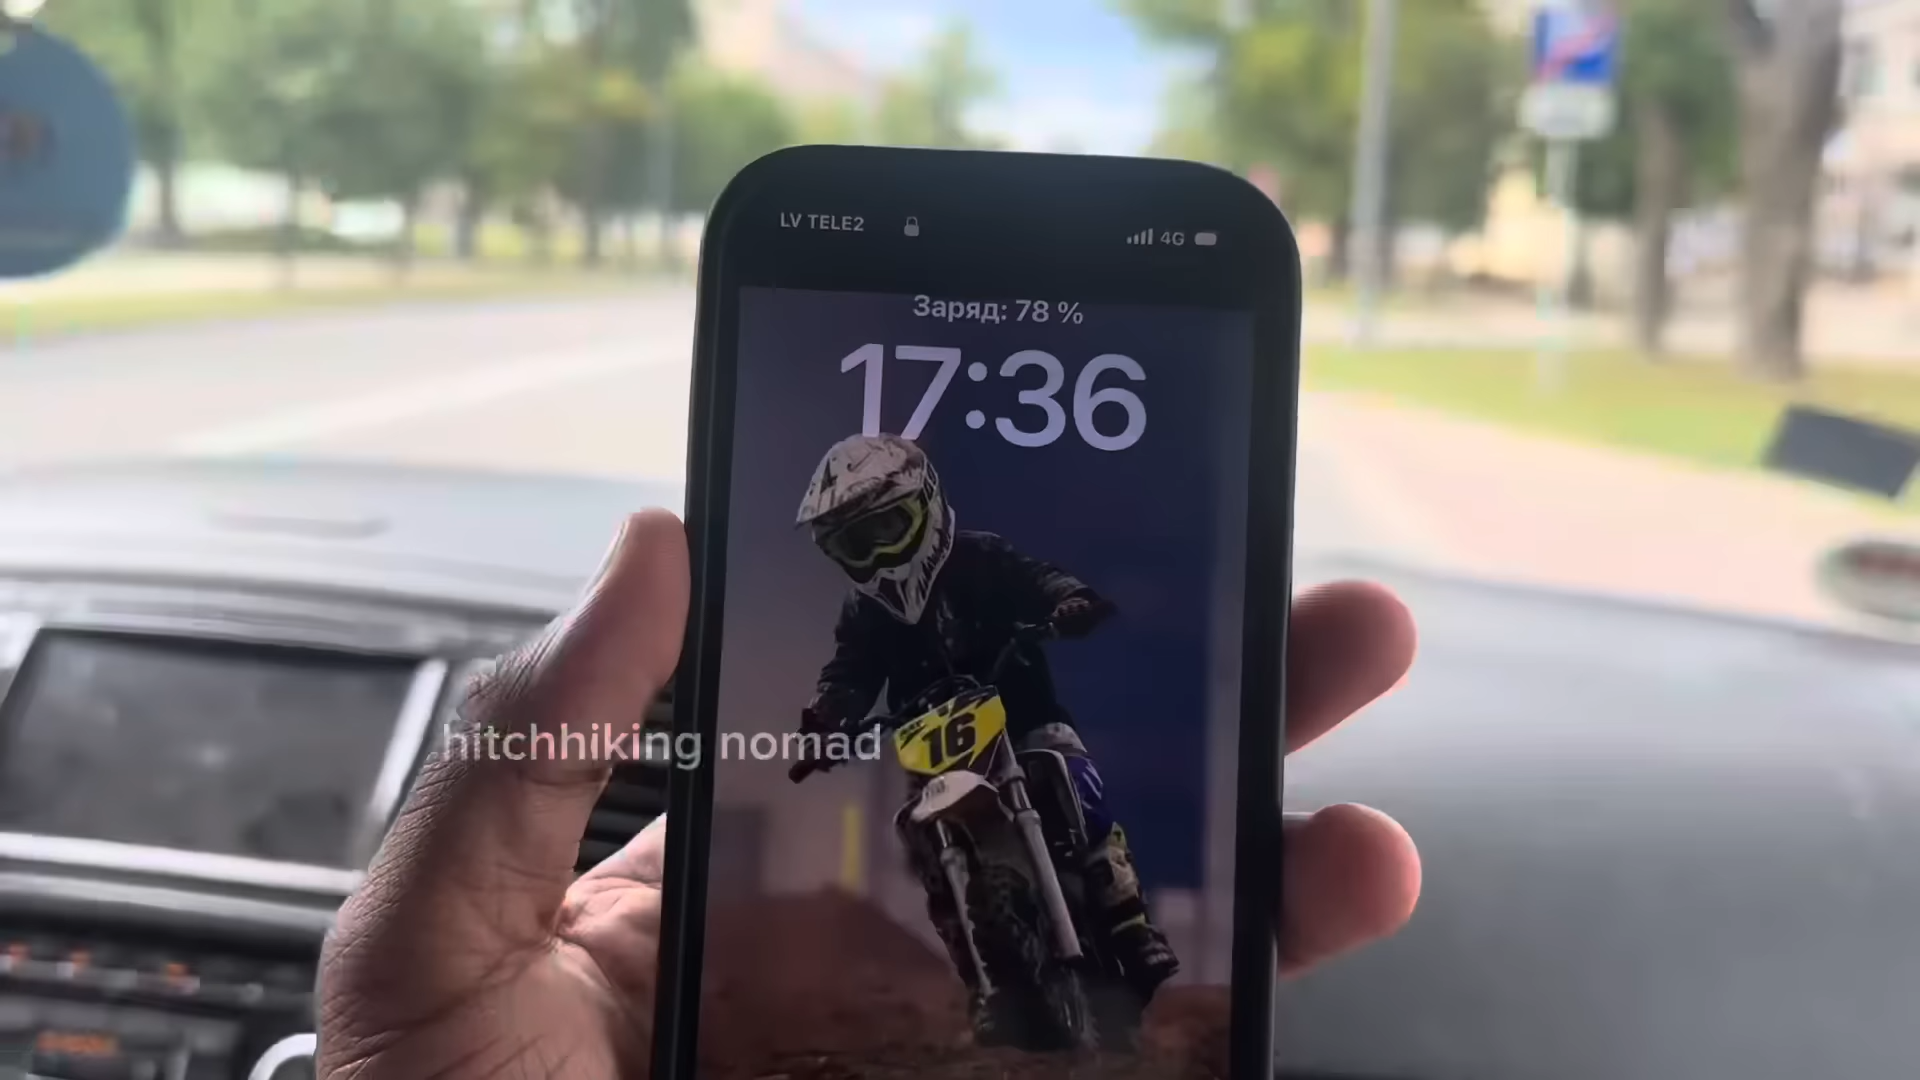 LV TELE2
4G
Заряд: 78 %
17:36
16
hitchhiking nomad